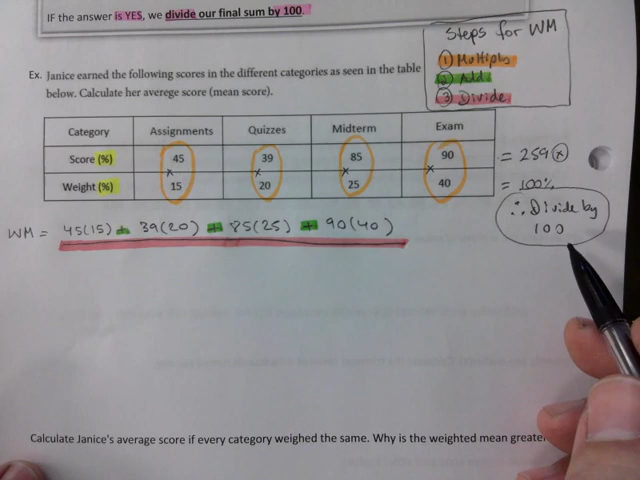 IF the answer is YES, we divide our final sum by 100.
Steps for WM
① Multiply
② Add
③ Divide
Ex. Janice earned the following scores in the different categories as seen in the table
below. Calculate her averege score (mean score).
Category Assignments Quizzes Midterm Exam
Score (%) 45 39 85 90 = 259 ⓧ
x x x x
Weight (%) 15 20 25 40 = 100%
∴ Divide by
100
WM = 45(15) + 39(20) + 85(25) + 90(40)
Calculate Janice's average score if every category weighed the same. Why is the weighted mean greate